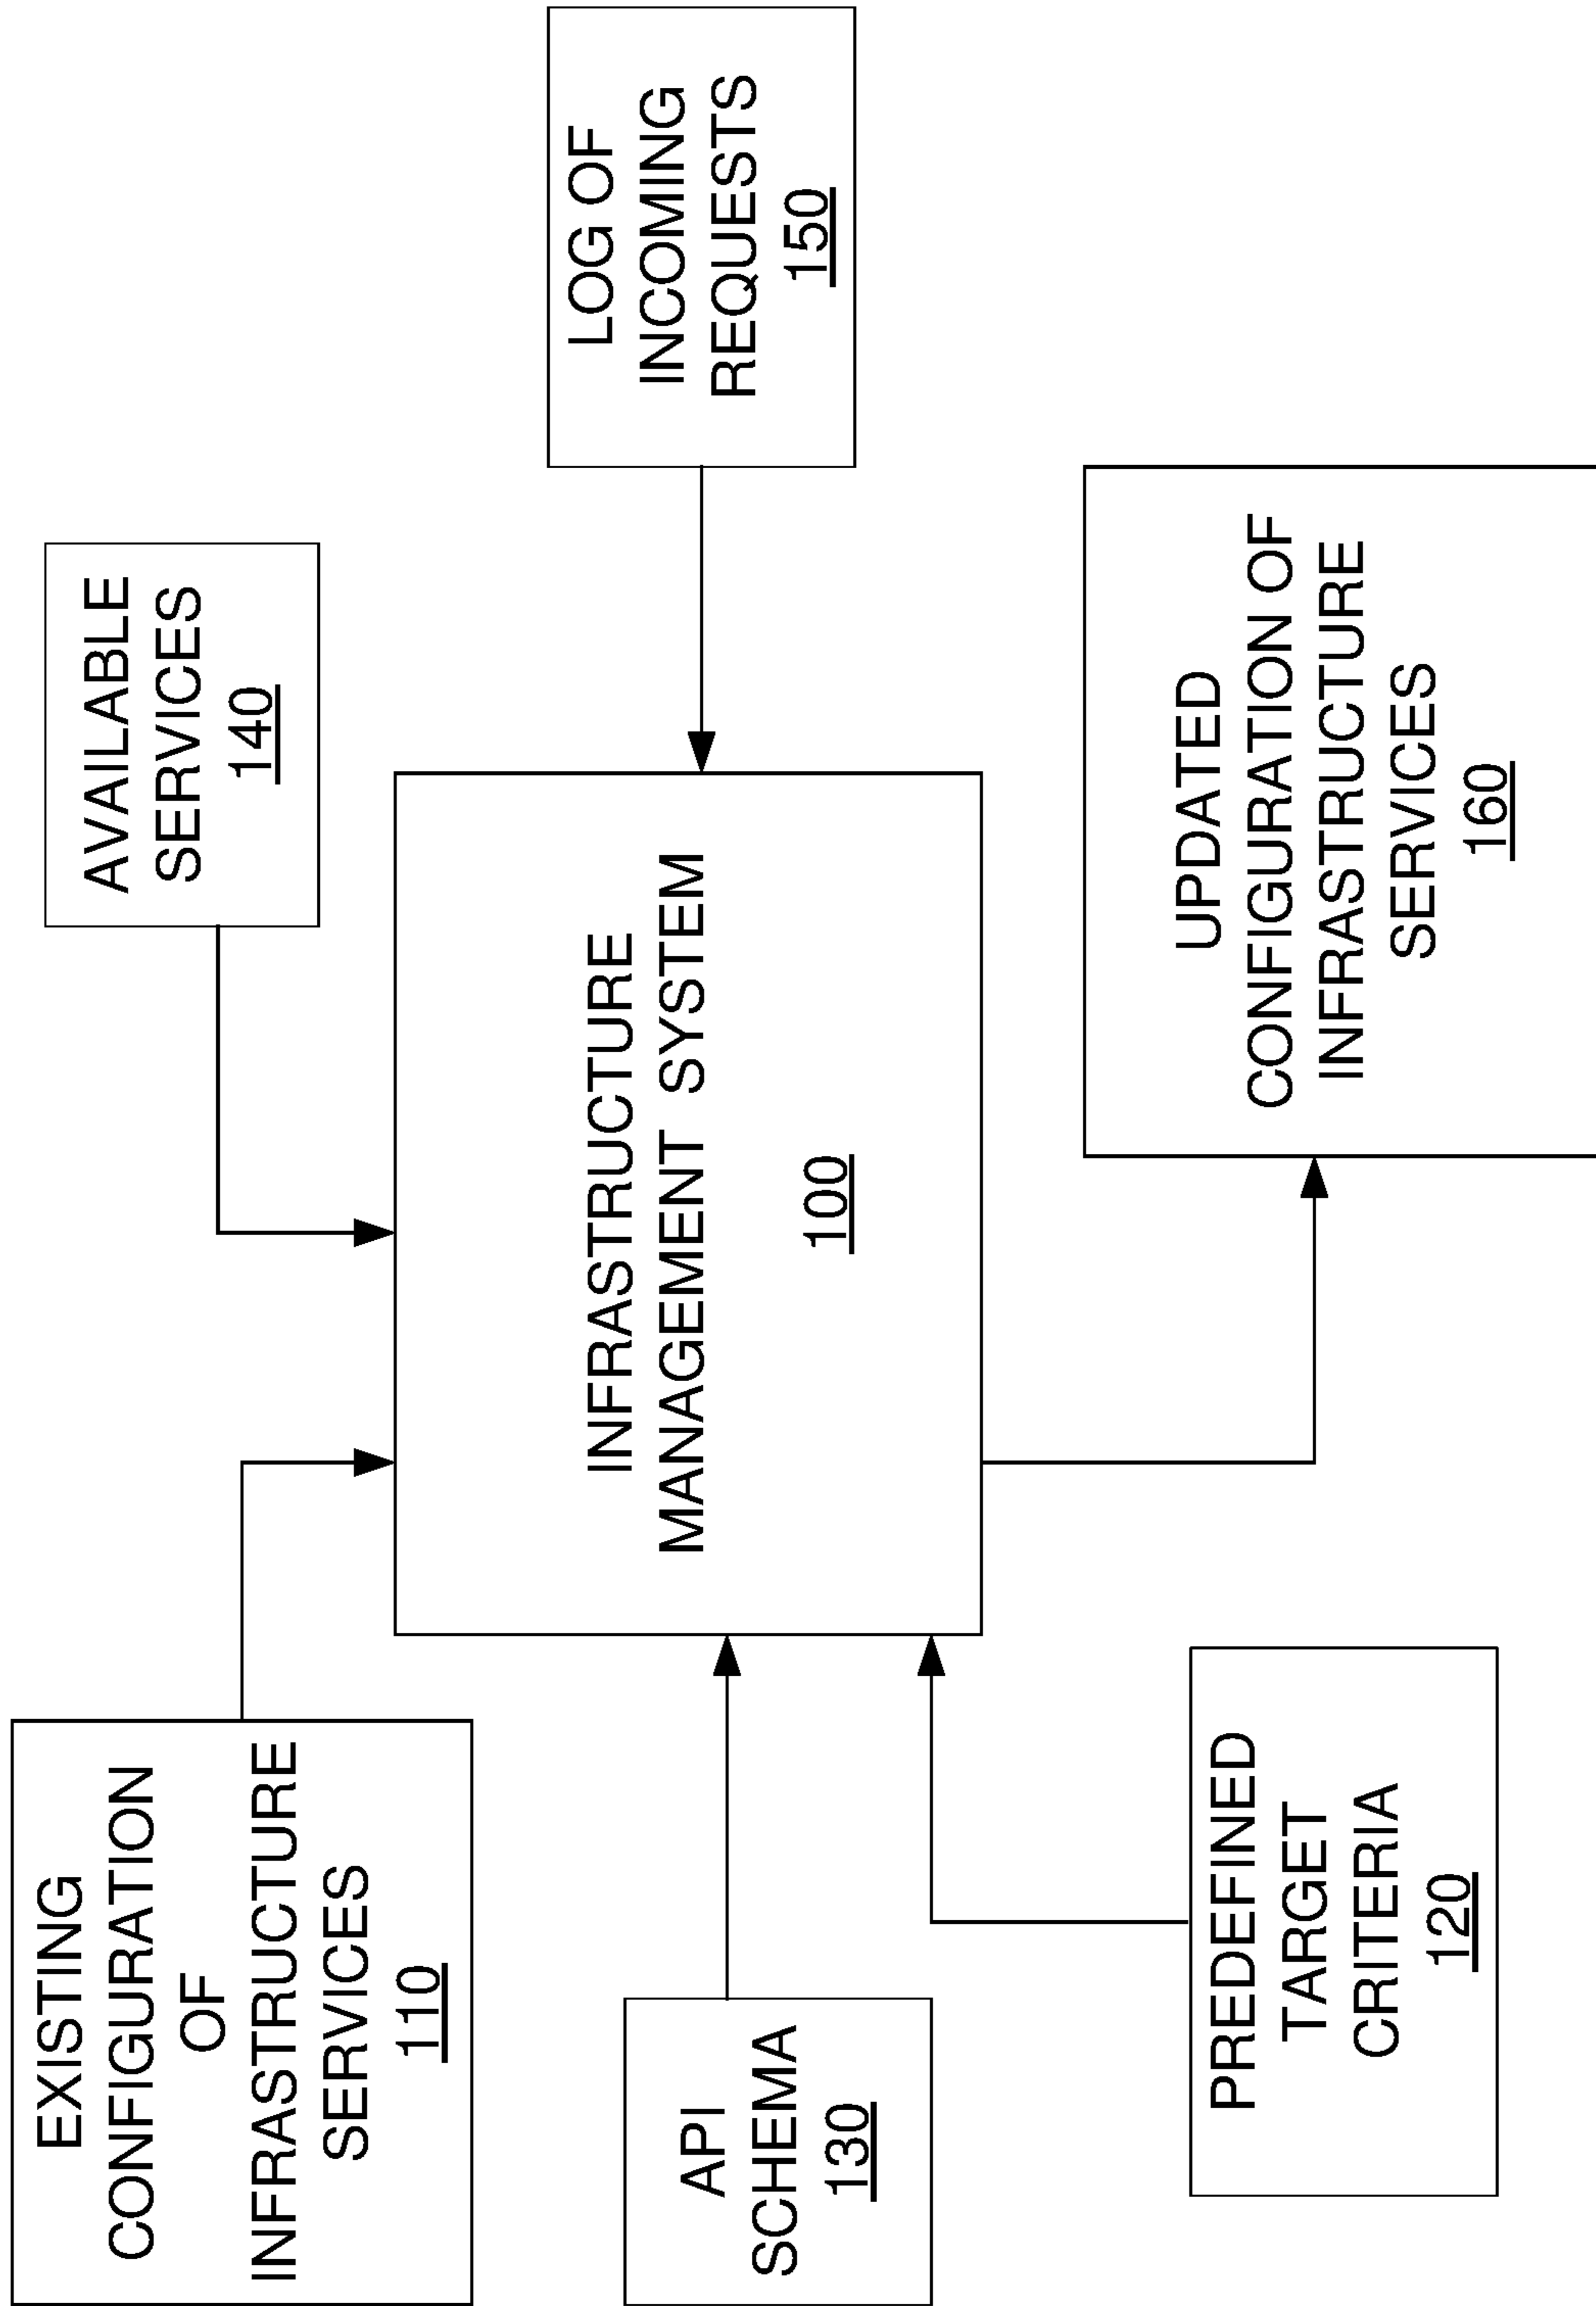 EXISTING
CONFIGURATION
OF
INFRASTRUCTURE
SERVICES
110
AVAILABLE
SERVICES
140
API
SCHEMA
130
INFRASTRUCTURE
MANAGEMENT SYSTEM
100
LOG OF
INCOMING
REQUESTS
150
PREDEFINED
TARGET
CRITERIA
120
UPDATED
CONFIGURATION OF
INFRASTRUCTURE
SERVICES
160